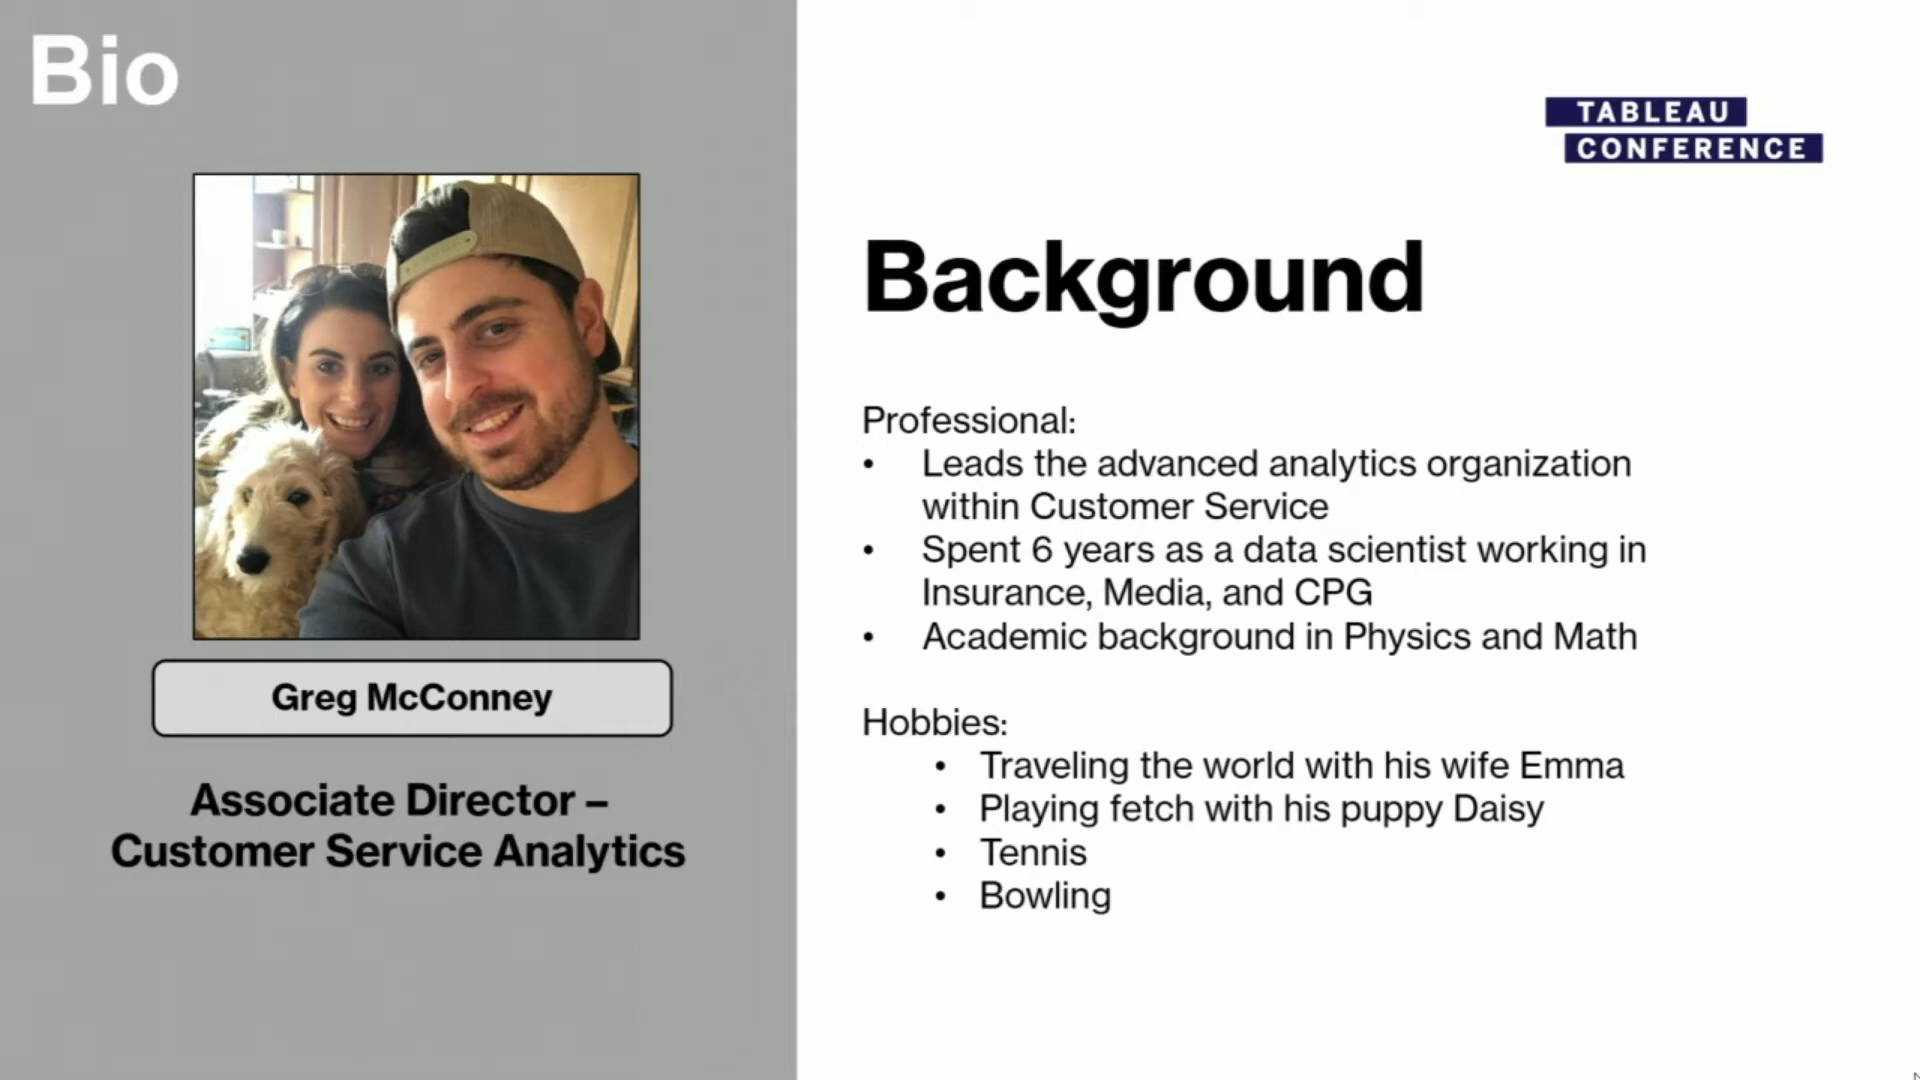 Bio
TABLEAU
CONFERENCE
Greg McConney
Associate Director –
Customer Service Analytics
Background
Professional:
• Leads the advanced analytics organization
within Customer Service
• Spent 6 years as a data scientist working in
Insurance, Media, and CPG
• Academic background in Physics and Math
Hobbies:
• Traveling the world with his wife Emma
• Playing fetch with his puppy Daisy
• Tennis
• Bowling